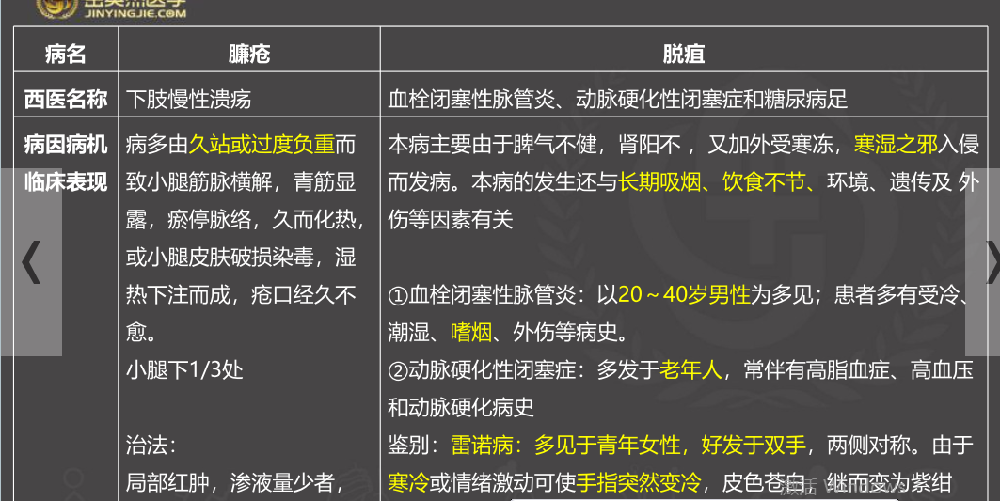 JINYINGJIE.COM
病名 臁疮 脱疽
西医名称 下肢慢性溃疡 血栓闭塞性脉管炎、动脉硬化性闭塞症和糖尿病足
病因病机
临床表现
病多由久站或过度负重而
致小腿筋脉横解，青筋显
露，瘀停脉络，久而化热，
或小腿皮肤破损染毒，湿
热下注而成，疮口经久不
愈。
小腿下1/3处
治法：
局部红肿，渗液量少者，
本病主要由于脾气不健，肾阳不 ，又加外受寒冻，寒湿之邪入侵
而发病。本病的发生还与长期吸烟、饮食不节、环境、遗传及 外
伤等因素有关
①血栓闭塞性脉管炎：以20～40岁男性为多见；患者多有受冷、
潮湿、嗜烟、外伤等病史。
②动脉硬化性闭塞症：多发于老年人，常伴有高脂血症、高血压
和动脉硬化病史
鉴别：雷诺病：多见于青年女性，好发于双手，两侧对称。由于
寒冷或情绪激动可使手指突然变冷，皮色苍白，继而变为紫绀
激活 Windows